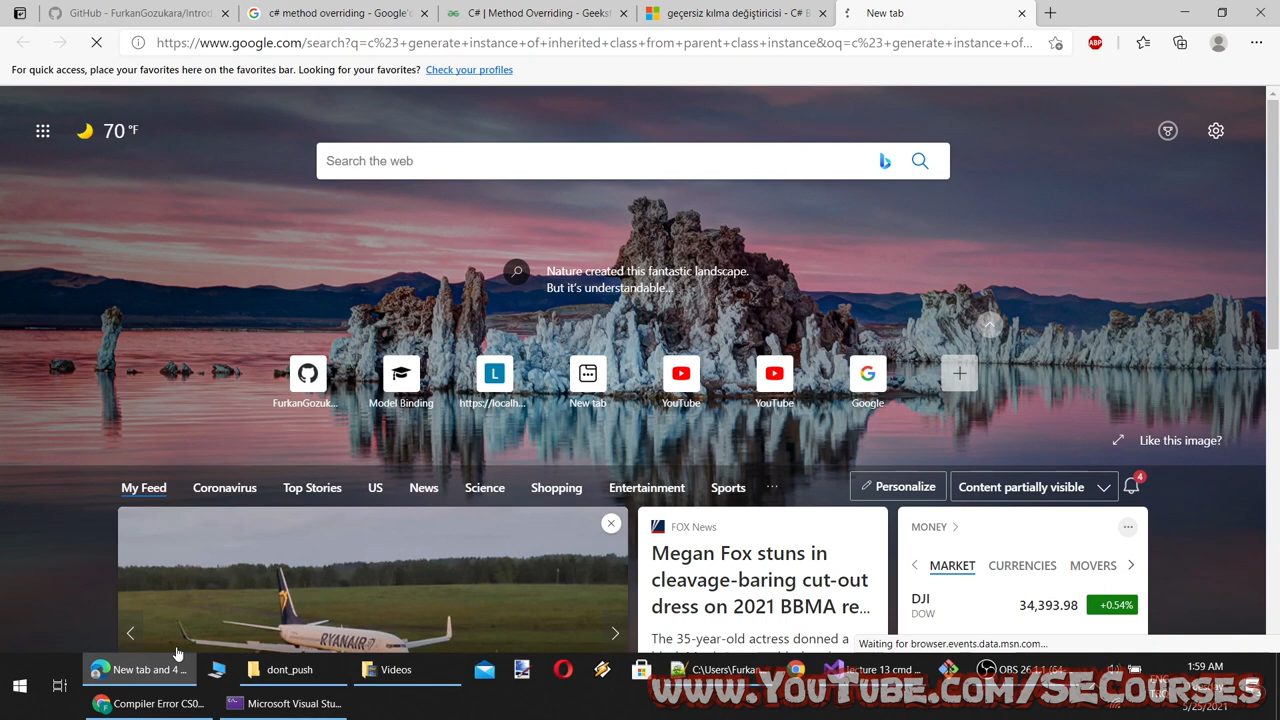 GitHub - FurkanGozukara/Introd
c# method overriding - Google'd
C# | Method Overriding - Geekst
geçersiz kılma değiştiricisi - C# B
New tab
https://www.google.com/search?q=c%23+generate+instance+of+inherited+class+from+parent+class+instance&oq=c%23+generate+instance+of...
ABP
For quick access, place your favorites here on the favorites bar. Looking for your favorites? Check your profiles
70 °F
Search the web
Nature created this fantastic landscape.
But it's understandable...
L
FurkanGozuk...
Model Binding
https://localh...
New tab
YouTube
YouTube
Google
Like this image?
My Feed
Coronavirus
Top Stories
US
News
Science
Shopping
Entertainment
Sports
Personalize
Content partially visible
4
RYANAIR
FOX News
Megan Fox stuns in
cleavage-baring cut-out
dress on 2021 BBMA re...
The 35-year-old actress donned a
MONEY
MARKET
CURRENCIES
MOVERS
DJI
34,393.98
+0.54%
DOW
Waiting for browser.events.data.msn.com...
New tab and 4 ...
dont_push
Videos
C:\Users\Furka...
lecture 13 cmd ...
OBS 26.1.1 (64...
1:59 AM
ENG
5/25/2021
Compiler Error CS0...
Microsoft Visual Stu...
www.YouTube.com/SECourses